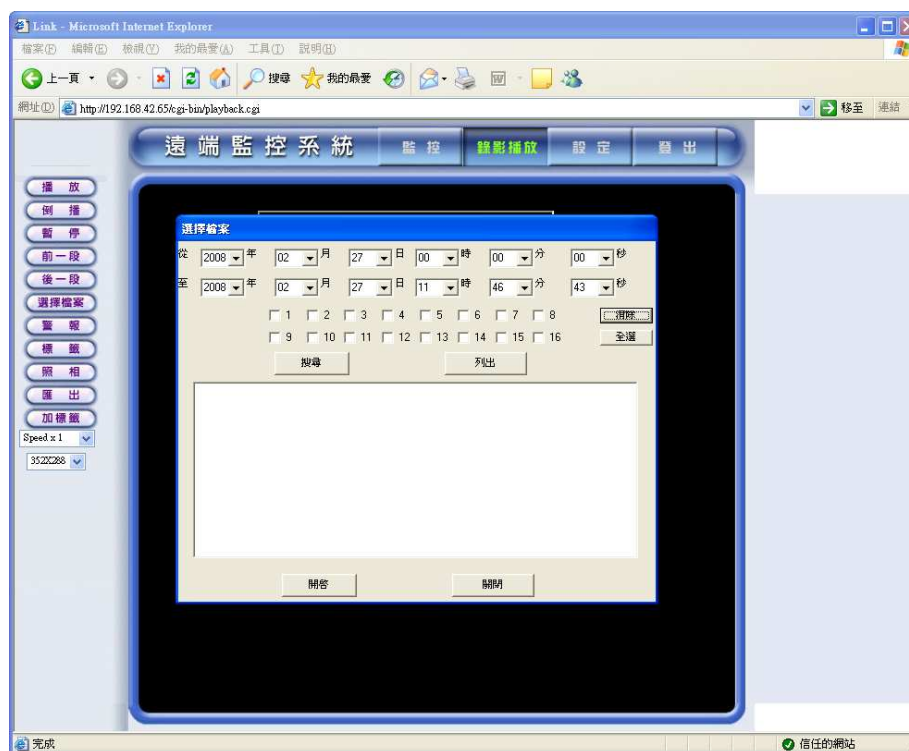 Link - Microsoft Internet Explorer
檔案(F) 編輯(E) 檢視(V) 我的最愛(A) 工具(T) 說明(H)
上一頁 搜尋 我的最愛
網址(D) http://192.168.42.65/cgi-bin/playback.cgi 移至 連結
遠端監控系統 監控 錄影播放 設定 登出
播放
倒播
暫停
前一段
後一段
選擇檔案
警報
標籤
照相
匯出
加標籤
Speed x 1
352X288
選擇檔案
從 2008 年 02 月 27 日 00 時 00 分 00 秒
至 2008 年 02 月 27 日 11 時 46 分 43 秒
1 2 3 4 5 6 7 8 清除
9 10 11 12 13 14 15 16 全選
搜尋 列出
開啓 關閉
完成 信任的網站